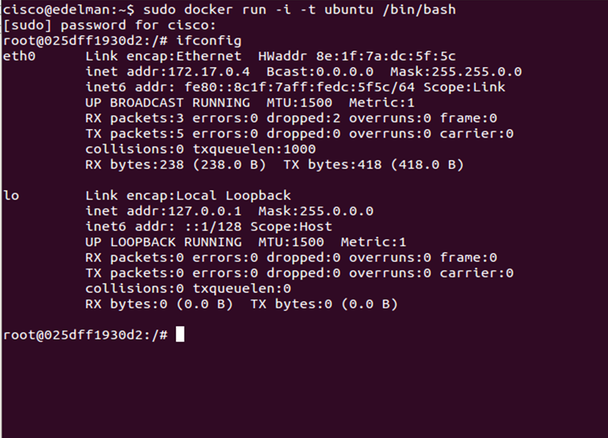 cisco@edelman:~$ sudo docker run -i -t ubuntu /bin/bash
[sudo] password for cisco:
root@025dff1930d2:/# ifconfig
eth0      Link encap:Ethernet  HWaddr 8e:1f:7a:dc:5f:5c
          inet addr:172.17.0.4  Bcast:0.0.0.0  Mask:255.255.0.0
          inet6 addr: fe80::8c1f:7aff:fedc:5f5c/64 Scope:Link
          UP BROADCAST RUNNING  MTU:1500  Metric:1
          RX packets:3 errors:0 dropped:2 overruns:0 frame:0
          TX packets:5 errors:0 dropped:0 overruns:0 carrier:0
          collisions:0 txqueuelen:1000
          RX bytes:238 (238.0 B)  TX bytes:418 (418.0 B)
lo        Link encap:Local Loopback
          inet addr:127.0.0.1  Mask:255.0.0.0
          inet6 addr: ::1/128 Scope:Host
          UP LOOPBACK RUNNING  MTU:1500  Metric:1
          RX packets:0 errors:0 dropped:0 overruns:0 frame:0
          TX packets:0 errors:0 dropped:0 overruns:0 carrier:0
          collisions:0 txqueuelen:0
          RX bytes:0 (0.0 B)  TX bytes:0 (0.0 B)
root@025dff1930d2:/#